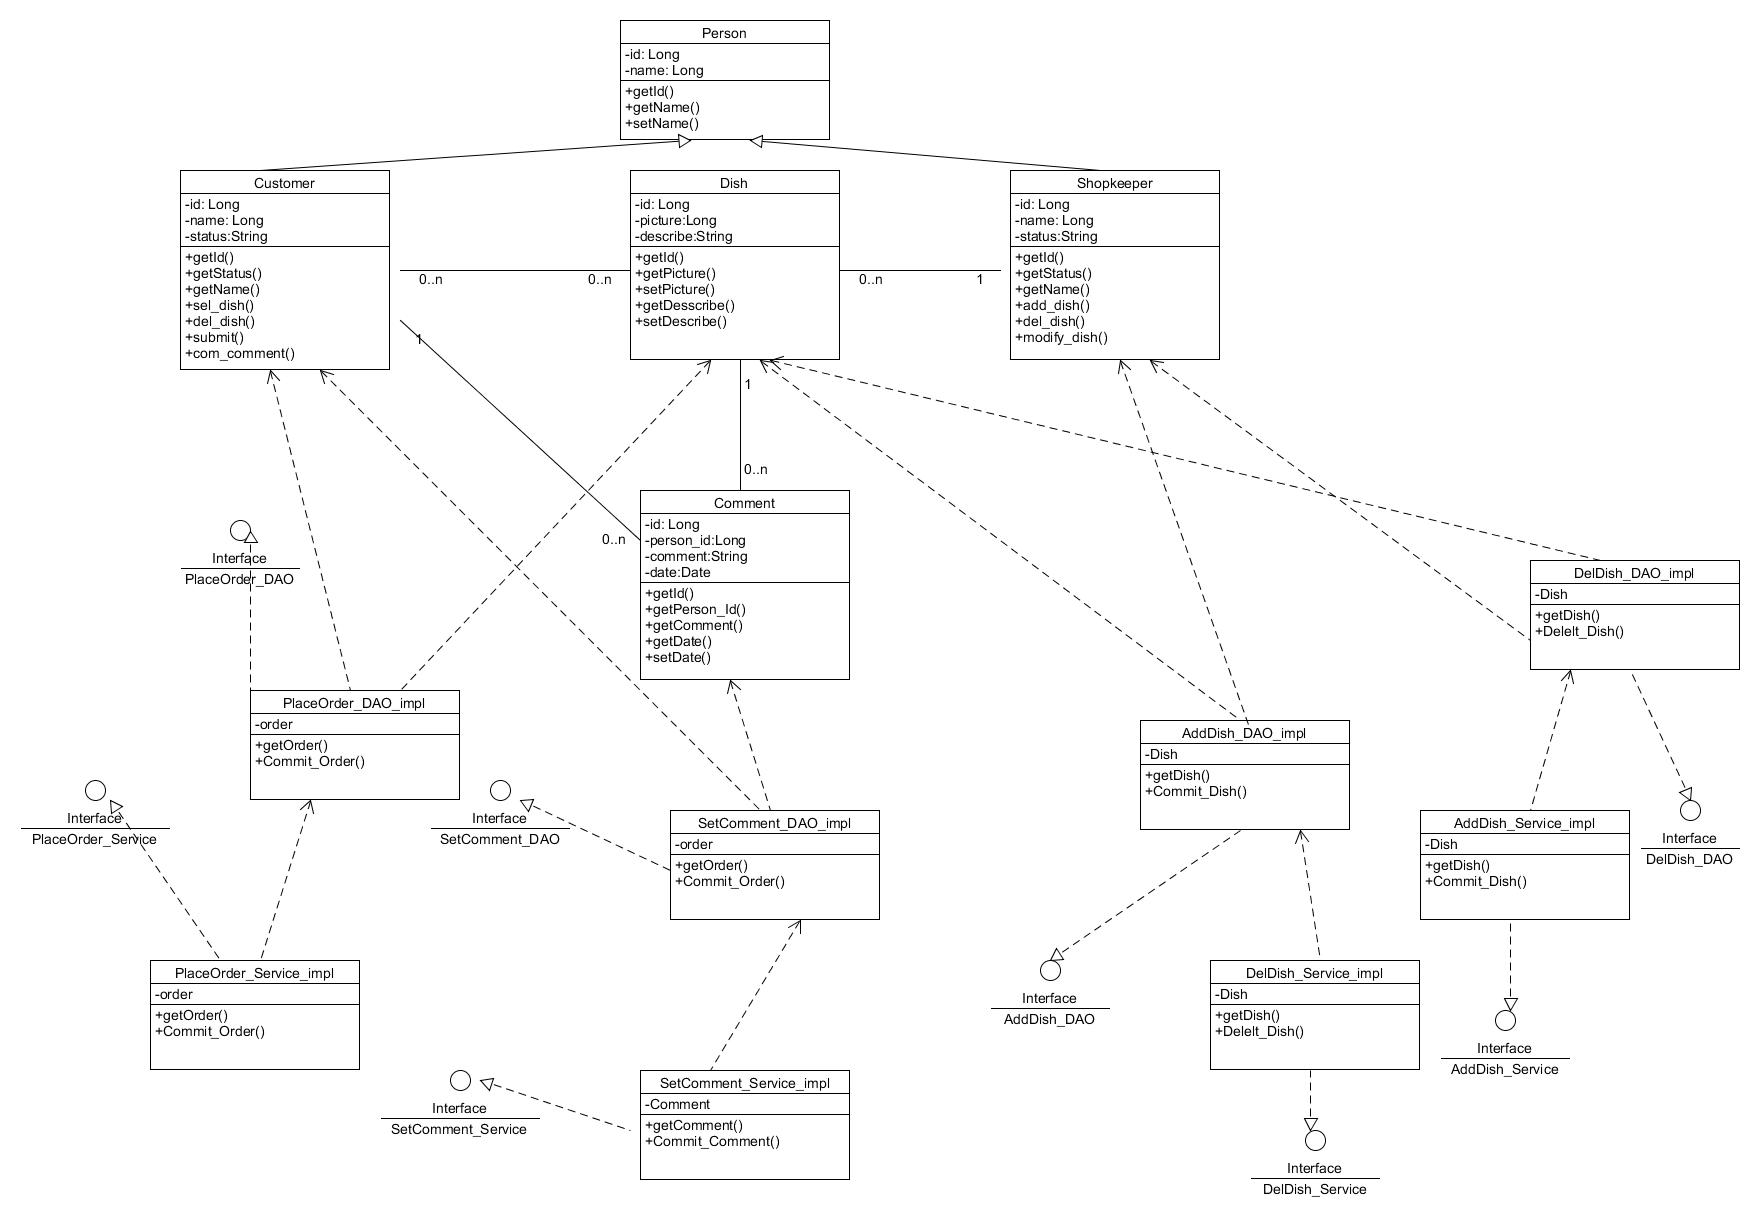 Person
-id: Long
-name: Long
+getId()
+getName()
+setName()
Customer
-id: Long
-name: Long
-status:String
+getId()
+getStatus()
+getName()
+sel_dish()
+del_dish()
+submit()
+com_comment()
Dish
-id: Long
-picture:Long
-describe:String
+getId()
+getPicture()
+setPicture()
+getDesscribe()
+setDescribe()
Shopkeeper
-id: Long
-name: Long
-status:String
+getId()
+getStatus()
+getName()
+add_dish()
+del_dish()
+modify_dish()
0..n
0..n
0..n
1
1
1
0..n
0..n
Comment
-id: Long
-person_id:Long
-comment:String
-date:Date
+getId()
+getPerson_Id()
+getComment()
+getDate()
+setDate()
Interface
PlaceOrder_DAO
DelDish_DAO_impl
-Dish
+getDish()
+Delelt_Dish()
PlaceOrder_DAO_impl
-order
+getOrder()
+Commit_Order()
AddDish_DAO_impl
-Dish
+getDish()
+Commit_Dish()
Interface
PlaceOrder_Service
Interface
SetComment_DAO
SetComment_DAO_impl
-order
+getOrder()
+Commit_Order()
AddDish_Service_impl
-Dish
+getDish()
+Commit_Dish()
Interface
DelDish_DAO
PlaceOrder_Service_impl
-order
+getOrder()
+Commit_Order()
Interface
AddDish_DAO
DelDish_Service_impl
-Dish
+getDish()
+Delelt_Dish()
Interface
AddDish_Service
Interface
SetComment_Service
SetComment_Service_impl
-Comment
+getComment()
+Commit_Comment()
Interface
DelDish_Service